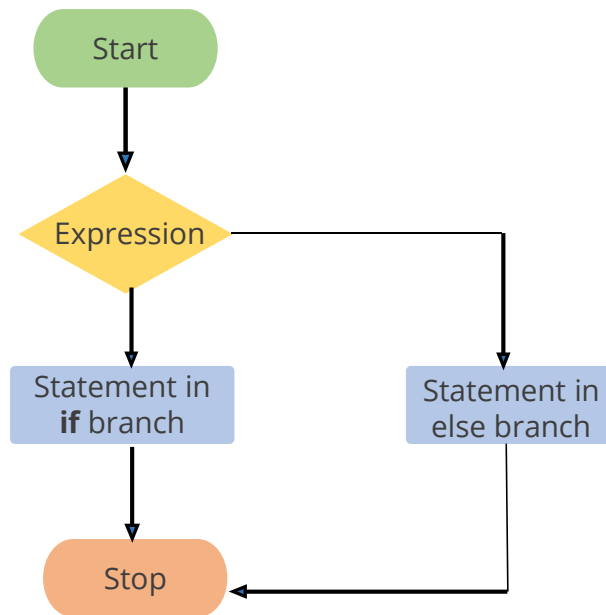 Start
Expression
Statement in
if branch
Statement in
else branch
Stop